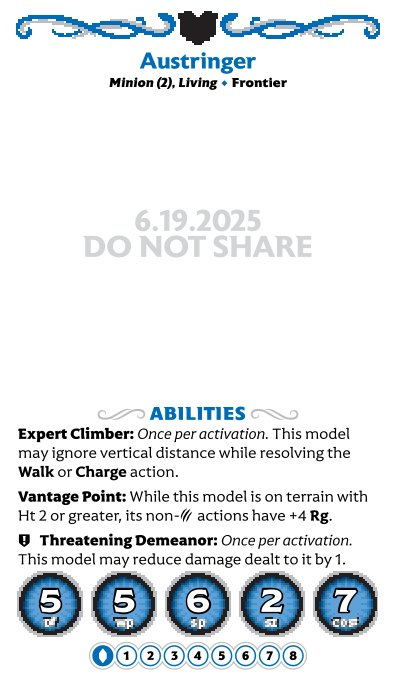 Austringer
Minion (2), Living ⬥ Frontier
6.19.2025
DO NOT SHARE
ABILITIES
Expert Climber: Once per activation. This model
may ignore vertical distance while resolving the
Walk or Charge action.
Vantage Point: While this model is on terrain with
Ht 2 or greater, its non- actions have +4 Rg.
Threatening Demeanor: Once per activation.
This model may reduce damage dealt to it by 1.
5 5 6 2 7
Df Wp Sp Sz Cost
1 2 3 4 5 6 7 8